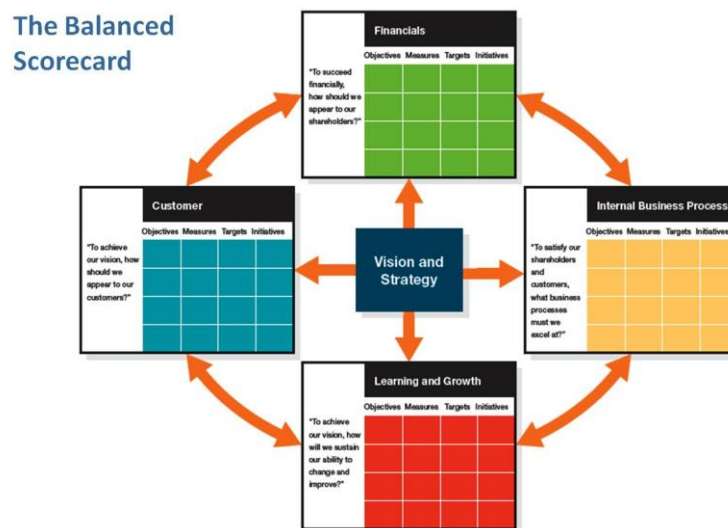 The Balanced
Scorecard
Financials
Objectives Measures Targets Initiatives
"To succeed
financially,
how should we
appear to our
shareholders?"
Customer
Objectives Measures Targets Initiatives
"To achieve
our vision, how
should we
appear to our
customers?"
Vision and
Strategy
Internal Business Process
Objectives Measures Targets Initiatives
"To satisfy our
shareholders
and
customers,
what business
processes
must we
excel at?"
Learning and Growth
Objectives Measures Targets Initiatives
"To achieve
our vision, how
will we sustain
our ability to
change and
improve?"